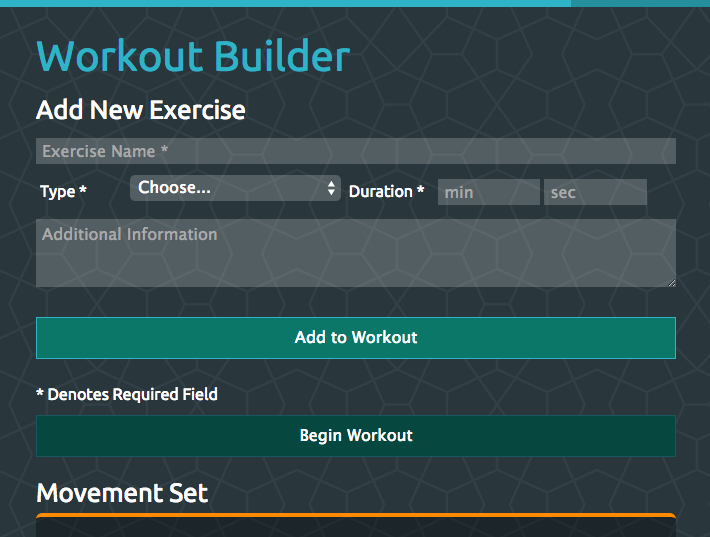 Workout Builder
Add New Exercise
Exercise Name *
Type * Choose... Duration * min sec
Additional Information
Add to Workout
* Denotes Required Field
Begin Workout
Movement Set